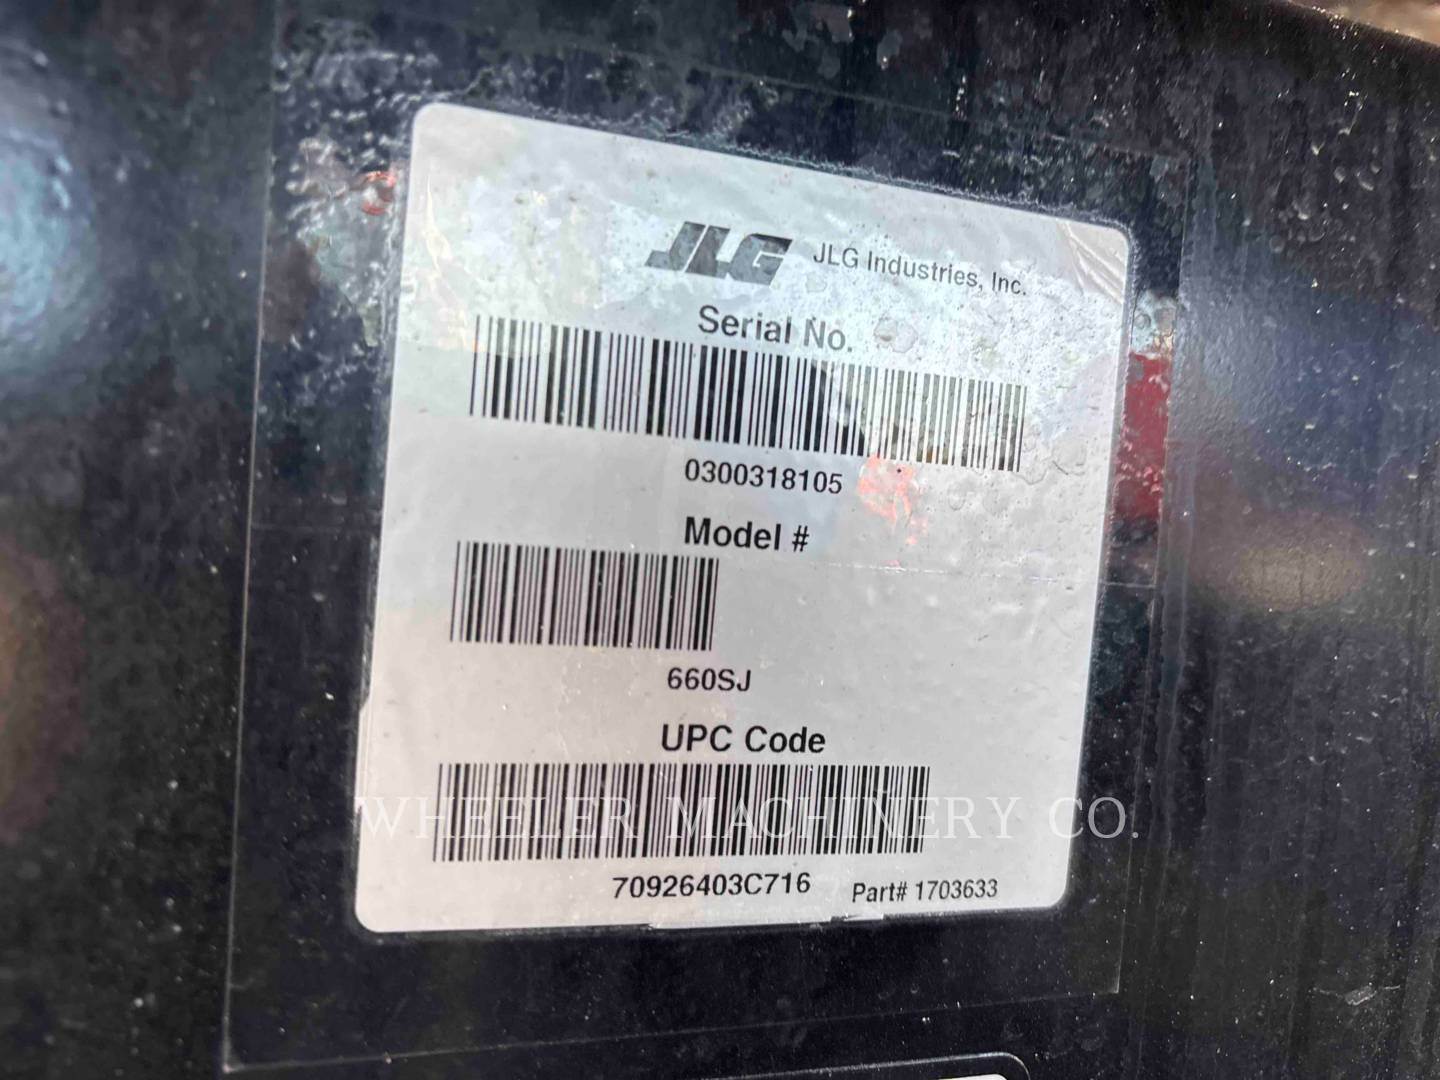 JLG JLG Industries, Inc.
Serial No.
0300318105
Model #
660SJ
UPC Code
WHEELER MACHINERY CO.
70926403C716 Part# 1703633